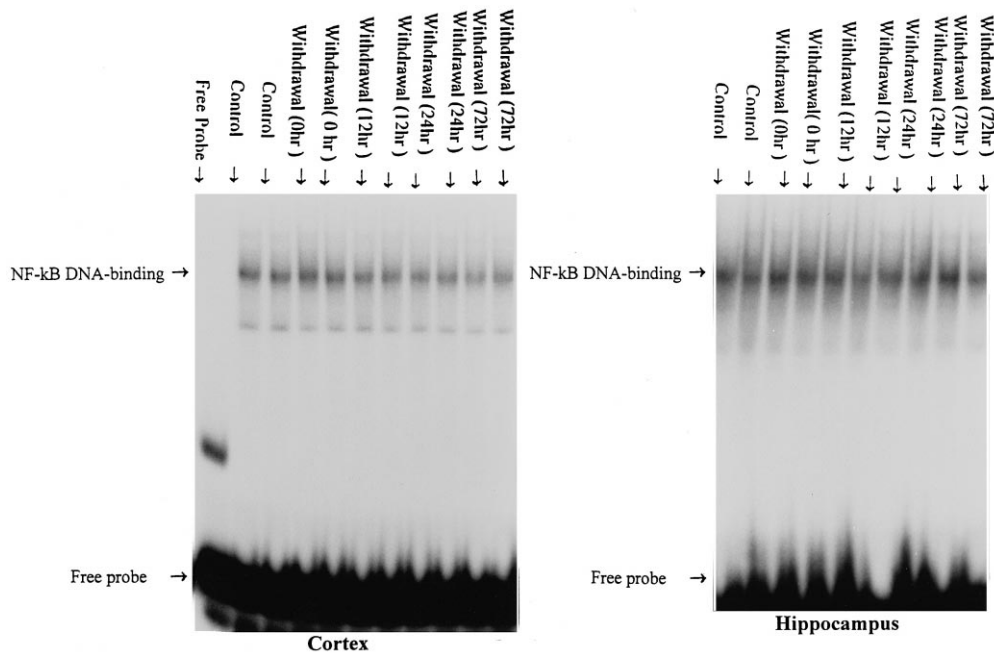 Free Probe →
Control →
Control →
Withdrawal (0hr) →
Withdrawal( 0 hr) →
Withdrawal (12hr) →
Withdrawal (12hr) →
Withdrawal (24hr) →
Withdrawal (24hr) →
Withdrawal (72hr) →
Withdrawal (72hr) →
NF-kB DNA-binding →
Free probe →
Cortex
Control →
Control →
Withdrawal (0hr) →
Withdrawal( 0 hr) →
Withdrawal (12hr) →
Withdrawal (12hr) →
Withdrawal (24hr) →
Withdrawal (24hr) →
Withdrawal (72hr) →
Withdrawal (72hr) →
NF-kB DNA-binding →
Free probe →
Hippocampus